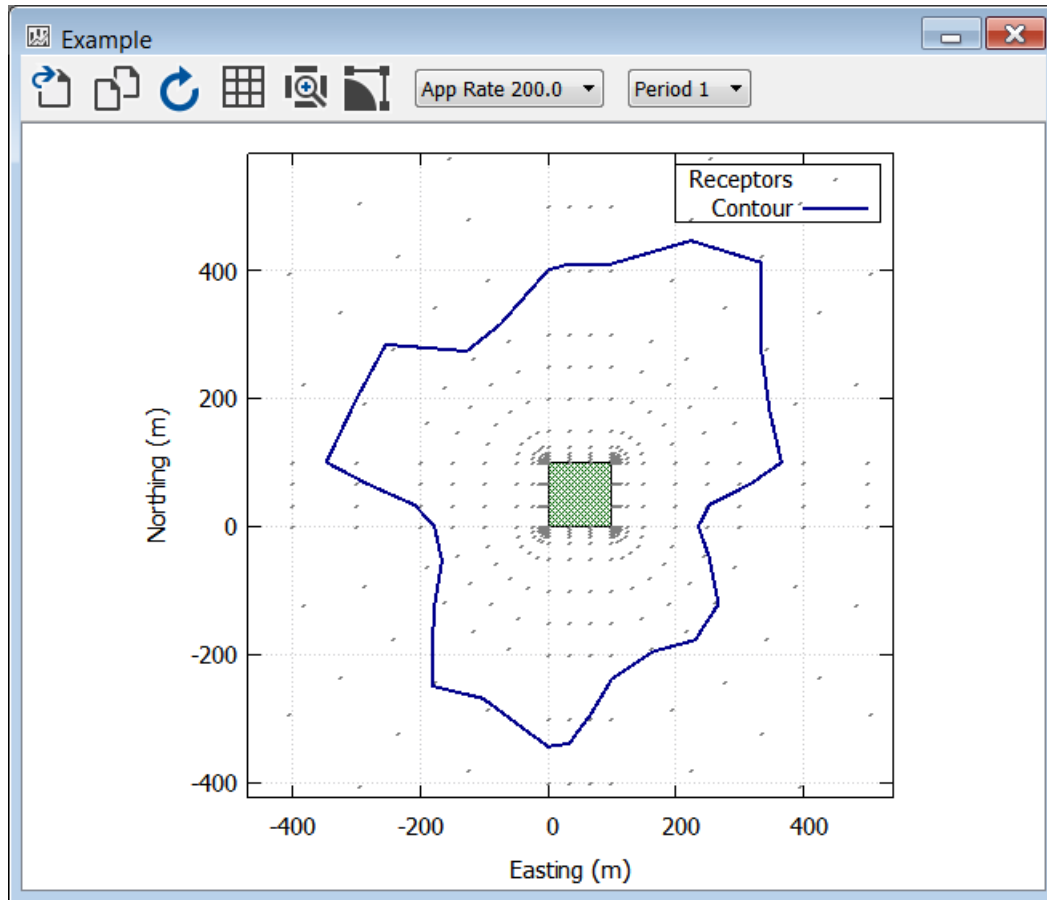 Example
App Rate 200.0
Period 1
Receptors
Contour
400
200
0
-200
-400
Northing (m)
-400 -200 0 200 400
Easting (m)